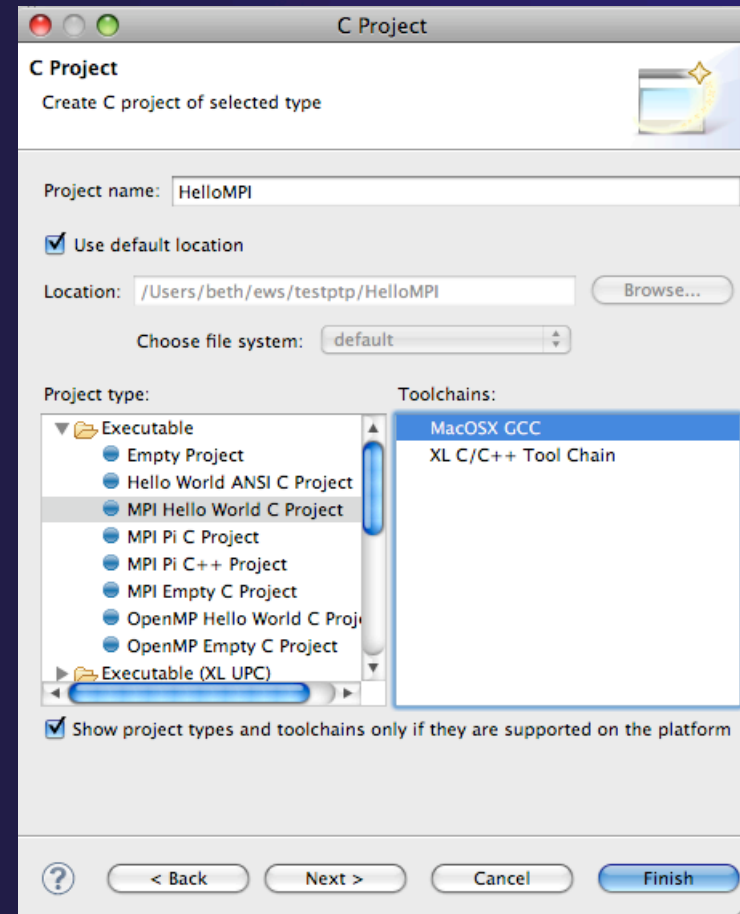 C Project
C Project
Create C project of selected type
Project name: HelloMPI
Use default location
Location: /Users/beth/ews/testptp/HelloMPI Browse...
Choose file system: default
Project type: Toolchains:
Executable
Empty Project
Hello World ANSI C Project
MPI Hello World C Project
MPI Pi C Project
MPI Pi C++ Project
MPI Empty C Project
OpenMP Hello World C Proj
OpenMP Empty C Project
Executable (XL UPC)
MacOSX GCC
XL C/C++ Tool Chain
Show project types and toolchains only if they are supported on the platform
? < Back Next > Cancel Finish